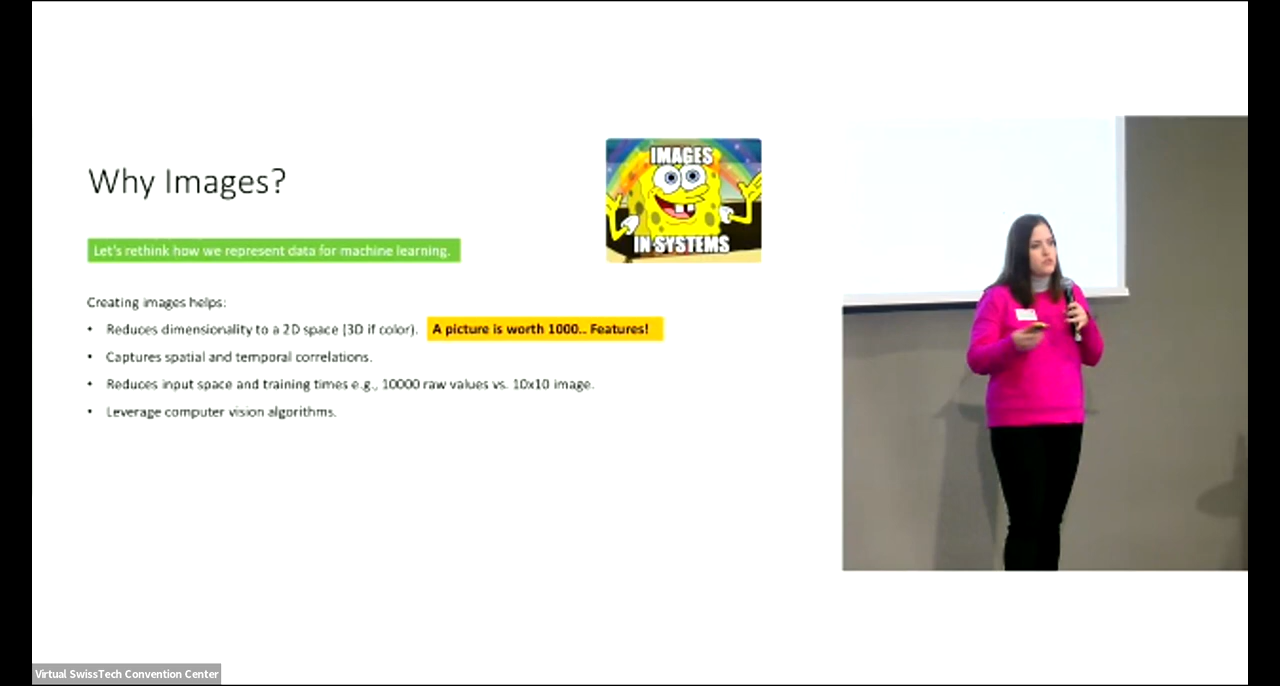 Why Images?
IMAGES
IN SYSTEMS
Let's rethink how we represent data for machine learning.
Creating images helps:
• Reduces dimensionality to a 2D space (3D if color). A picture is worth 1000.. Features!
• Captures spatial and temporal correlations.
• Reduces input space and training times e.g., 10000 raw values vs. 10x10 image.
• Leverage computer vision algorithms.
Virtual SwissTech Convention Center